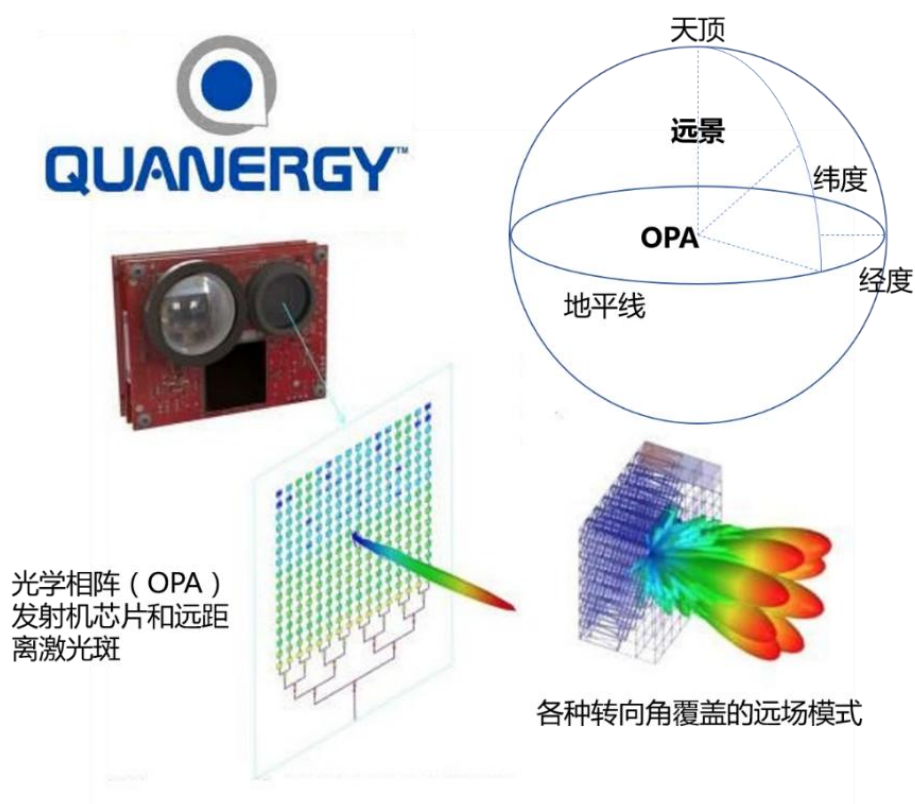 QUANERGY™
天顶
远景
纬度
OPA
经度
地平线
光学相阵（OPA）
发射机芯片和远距
离激光斑
各种转向角覆盖的远场模式